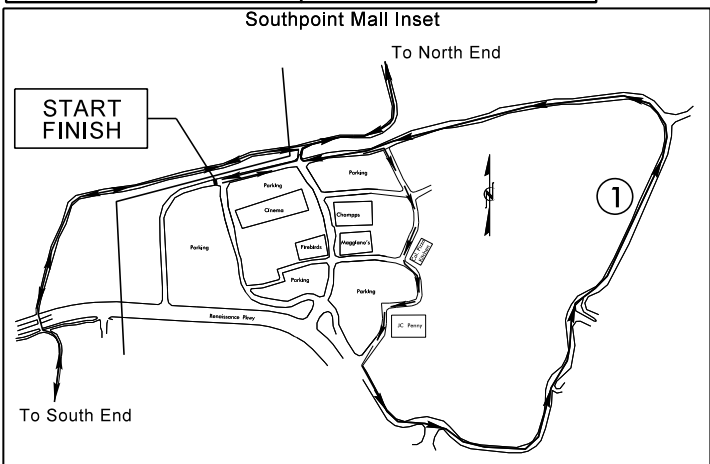 Southpoint Mall Inset
To North End
START
FINISH
Parking
Parking
Cinema
Champps
1
N
Parking
Firebirds
Maggiano's
Parking
Parking
Renaissance Pkwy
JC Penny
To South End